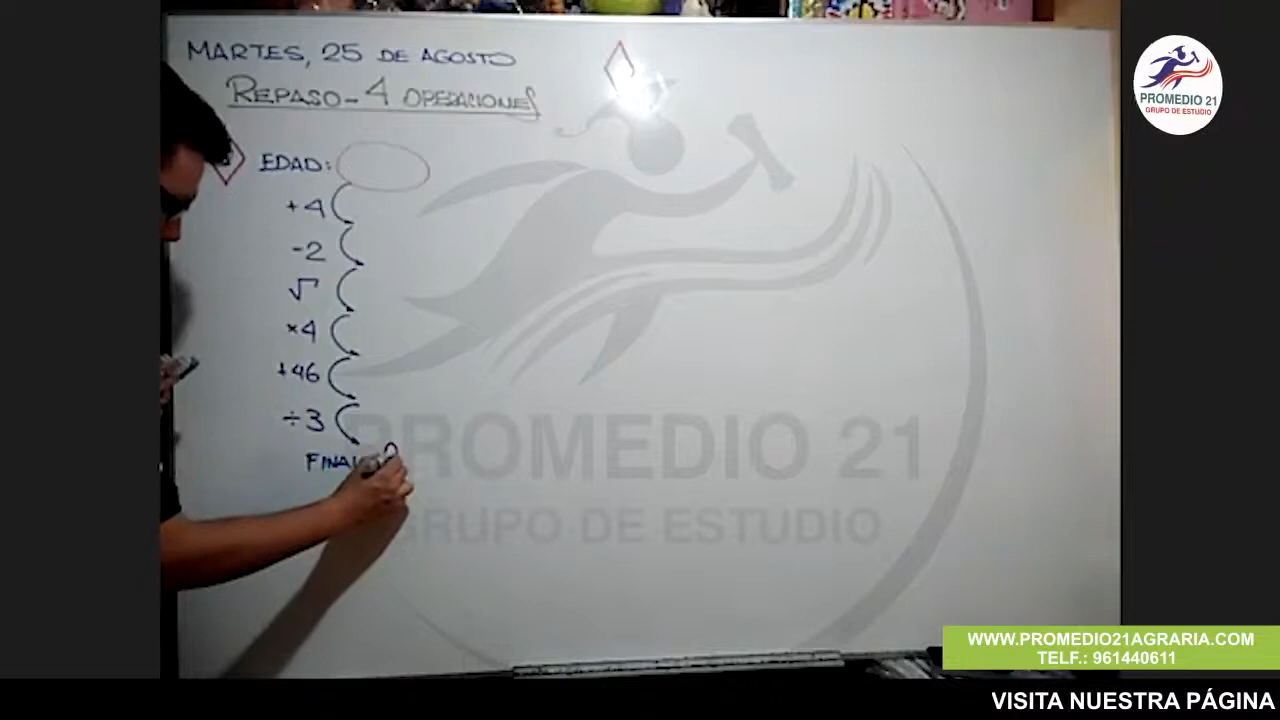 MARTES, 25 DE AGOSTO
REPASO - 4 OPERACIONES
EDAD:
+4
-2
√
×4
+46
÷3
FINAL
PROMEDIO 21
GRUPO DE ESTUDIO
PROMEDIO 21
GRUPO DE ESTUDIO
WWW.PROMEDIO21AGRARIA.COM
TELF.: 961440611
VISITA NUESTRA PÁGINA